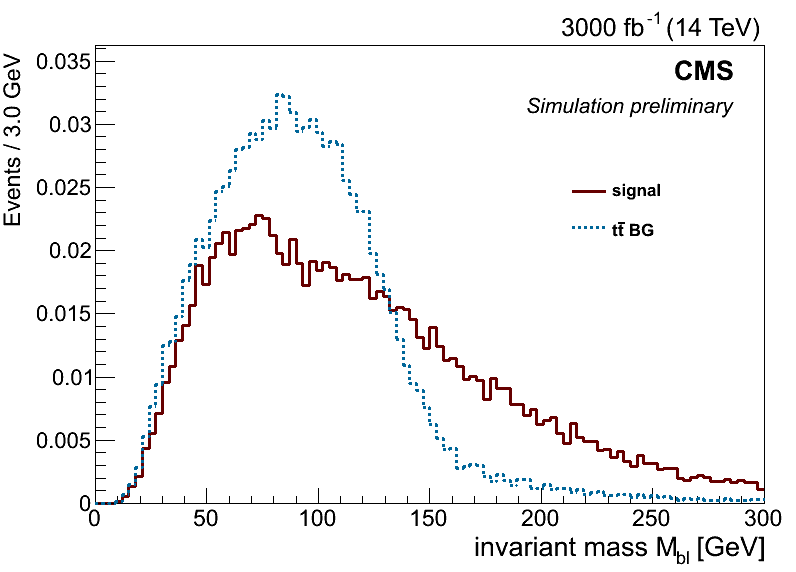 3000 fb⁻¹ (14 TeV)
CMS
Simulation preliminary
signal
tt̄ BG
Events / 3.0 GeV
0.035
0.03
0.025
0.02
0.015
0.01
0.005
0
0 50 100 150 200 250 300
invariant mass M_bl [GeV]